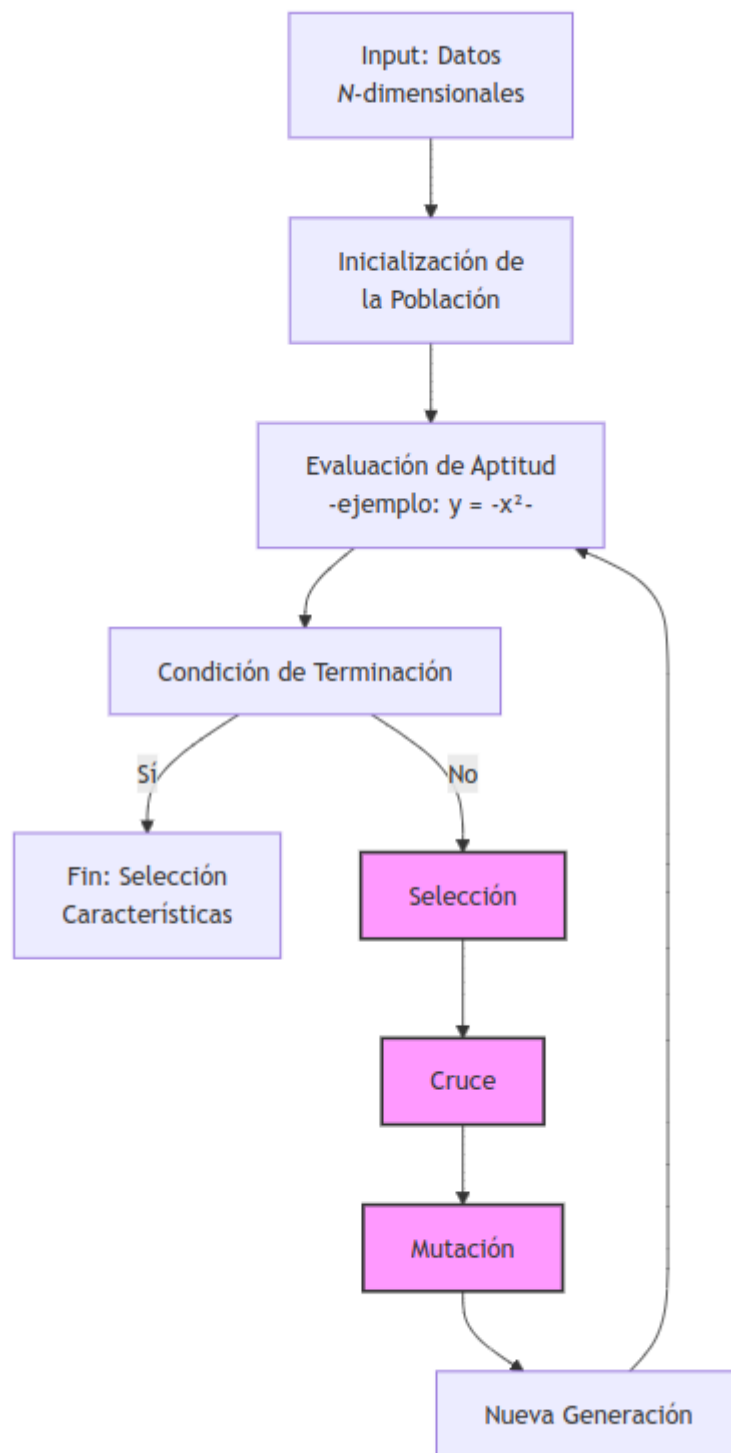 Input: Datos
N-dimensionales
Inicialización de
la Población
Evaluación de Aptitud
-ejemplo: y = -x²-
Condición de Terminación
Sí
No
Fin: Selección
Características
Selección
Cruce
Mutación
Nueva Generación